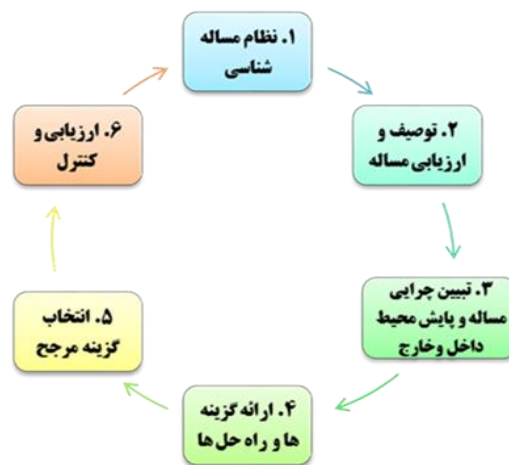 ۱. نظام مساله
شناسی
۲. توصیف و
ارزیابی مساله
۳. تبیین چرایی
مساله و پایش محیط
داخل وخارج
۴. ارائه گزینه
ها و راه حل ها
۵. انتخاب
گزینه مرجح
۶. ارزیابی و
کنترل